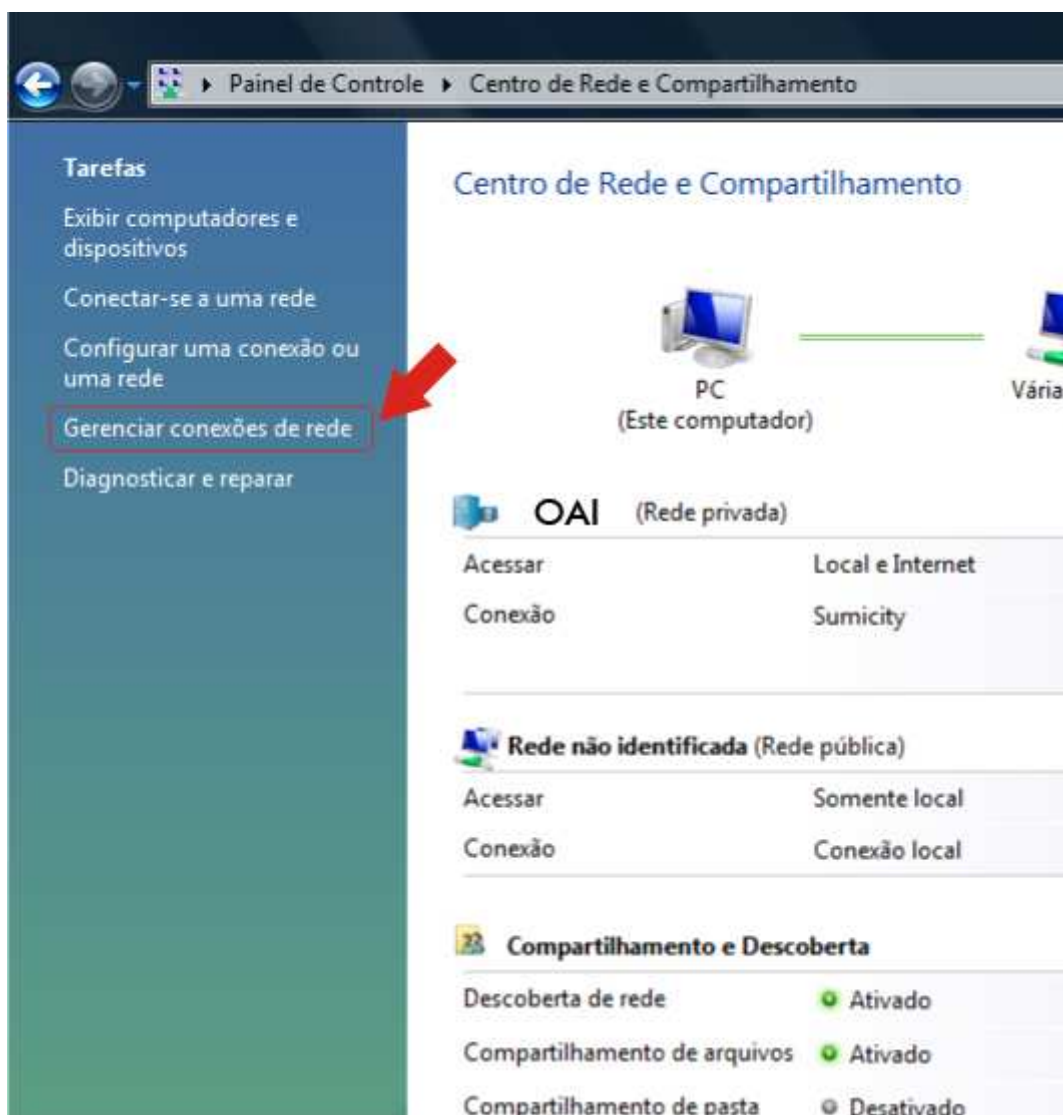 Painel de Controle Centro de Rede e Compartilhamento
Tarefas
Exibir computadores e
dispositivos
Conectar-se a uma rede
Configurar uma conexão ou
uma rede
Gerenciar conexões de rede
Diagnosticar e reparar
Centro de Rede e Compartilhamento
PC
(Este computador)
Vária
OAI (Rede privada)
Acessar Local e Internet
Conexão Sumicity
Rede não identificada (Rede pública)
Acessar Somente local
Conexão Conexão local
Compartilhamento e Descoberta
Descoberta de rede Ativado
Compartilhamento de arquivos Ativado
Compartilhamento de pasta Desativado